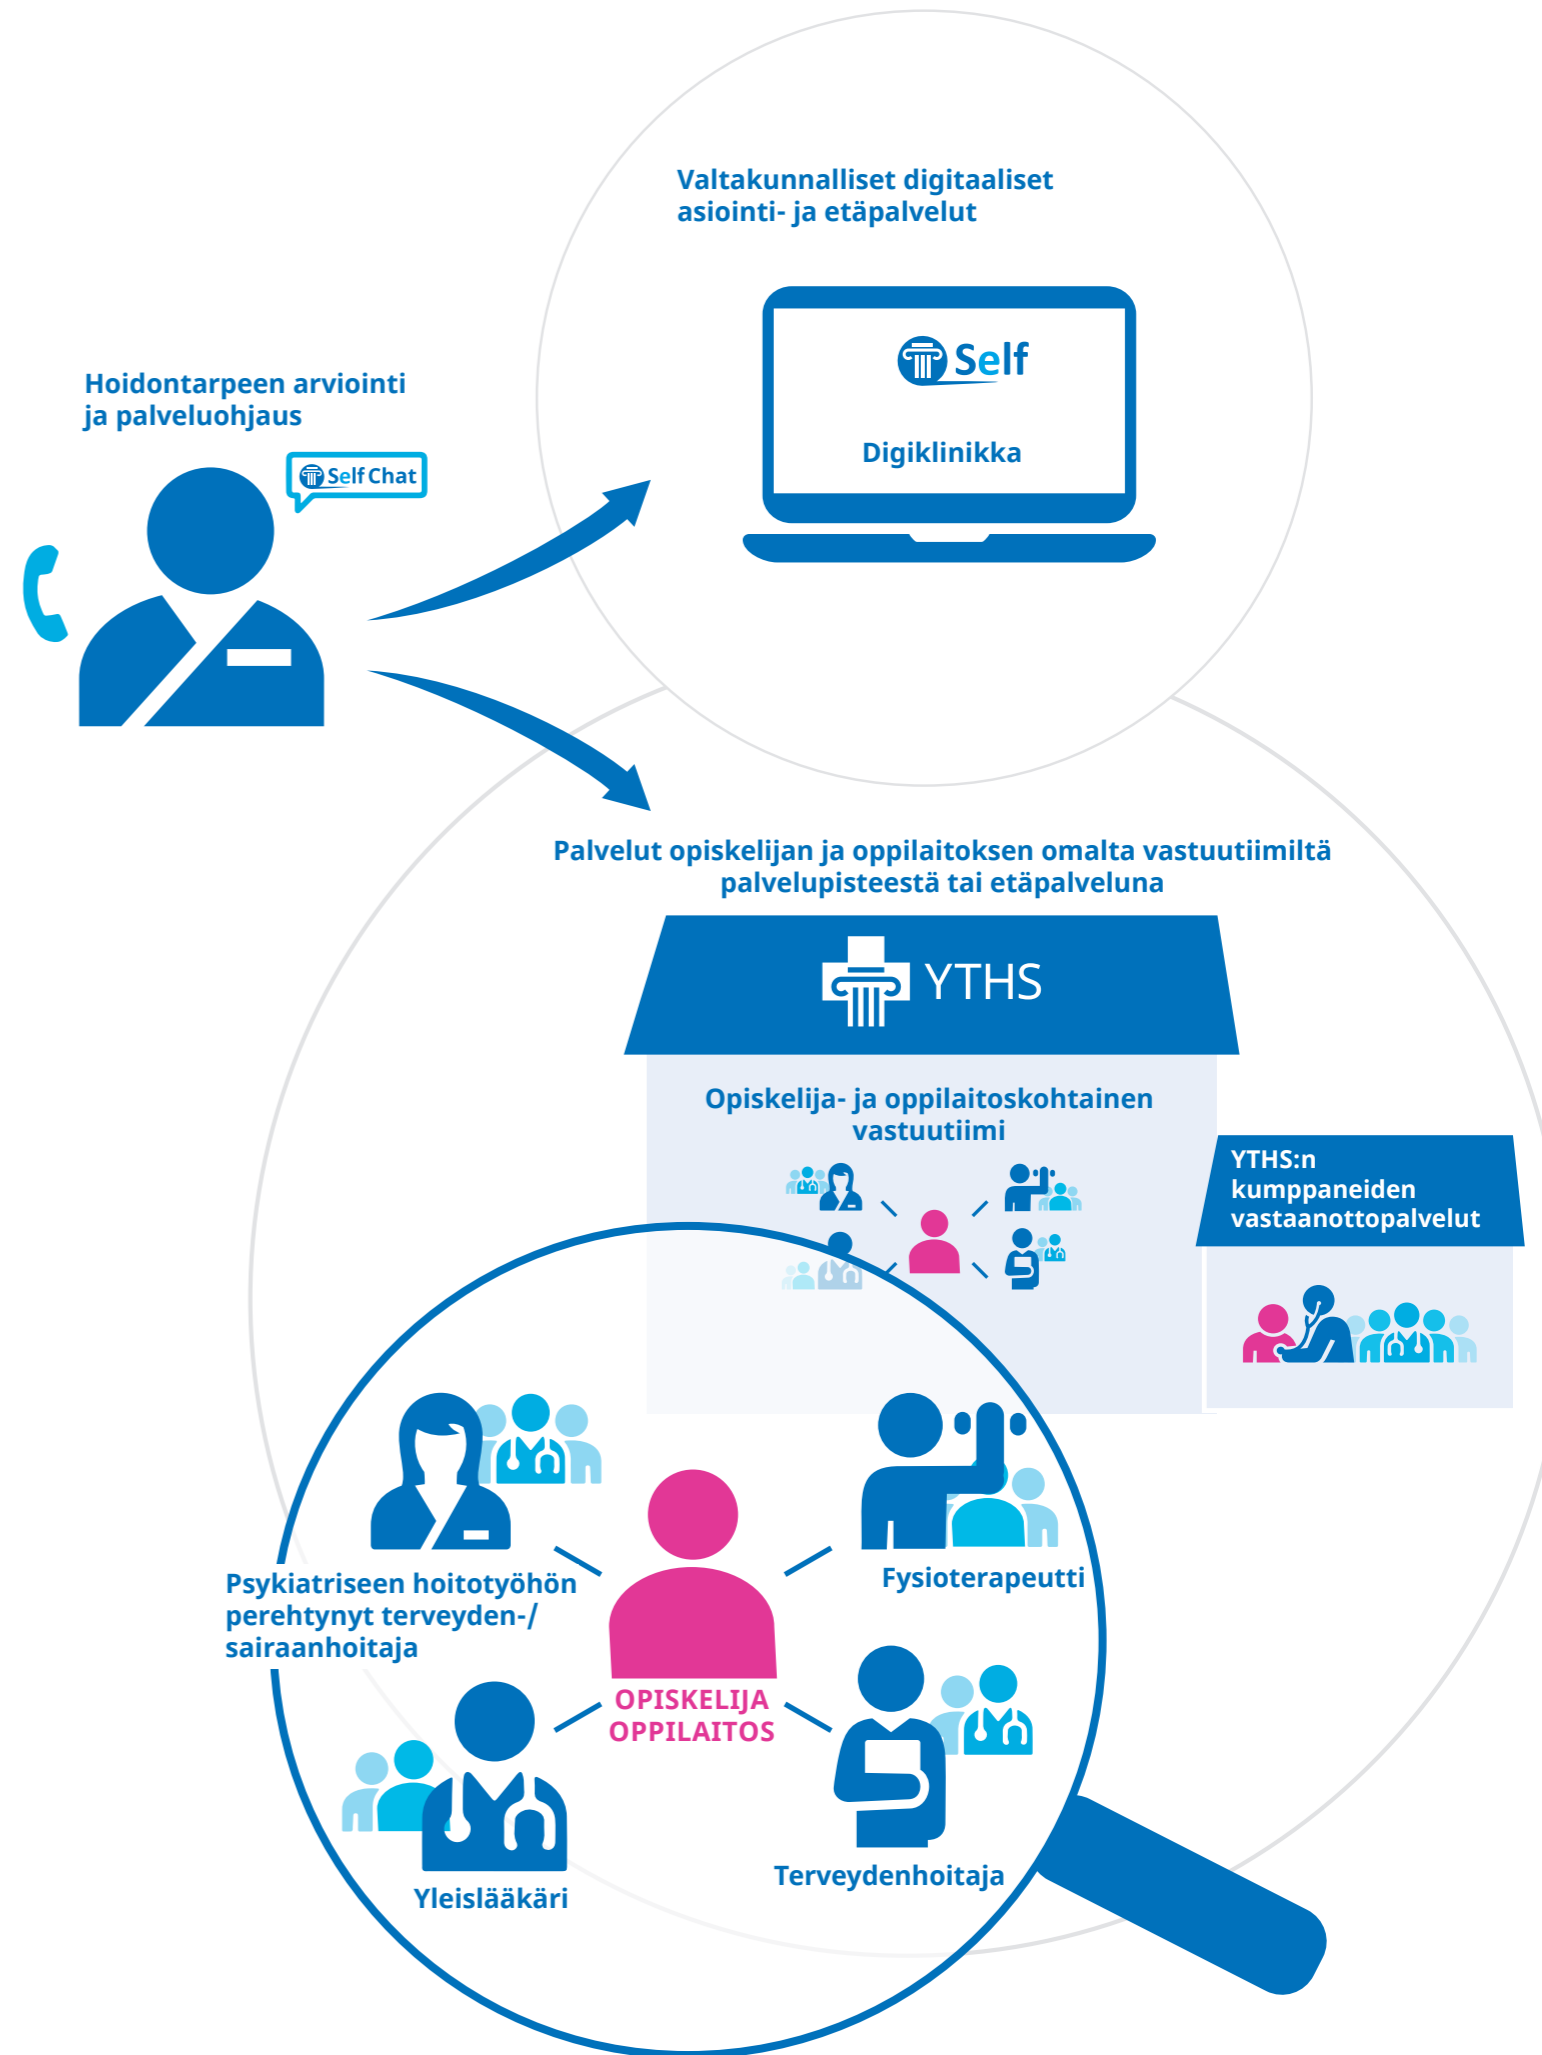 Valtakunnalliset digitaaliset
asiointi- ja etäpalvelut
Self
Digiklinikka
Hoidontarpeen arviointi
ja palveluohjaus
Self Chat
Palvelut opiskelijan ja oppilaitoksen omalta vastuutiimiltä
palvelupisteestä tai etäpalveluna
YTHS
Opiskelija- ja oppilaitoskohtainen
vastuutiimi
YTHS:n
kumppaneiden
vastaanottopalvelut
Psykiatriseen hoitotyöhön
perehtynyt terveyden-/
sairaanhoitaja
Fysioterapeutti
OPISKELIJA
OPPILAITOS
Yleislääkäri
Terveydenhoitaja